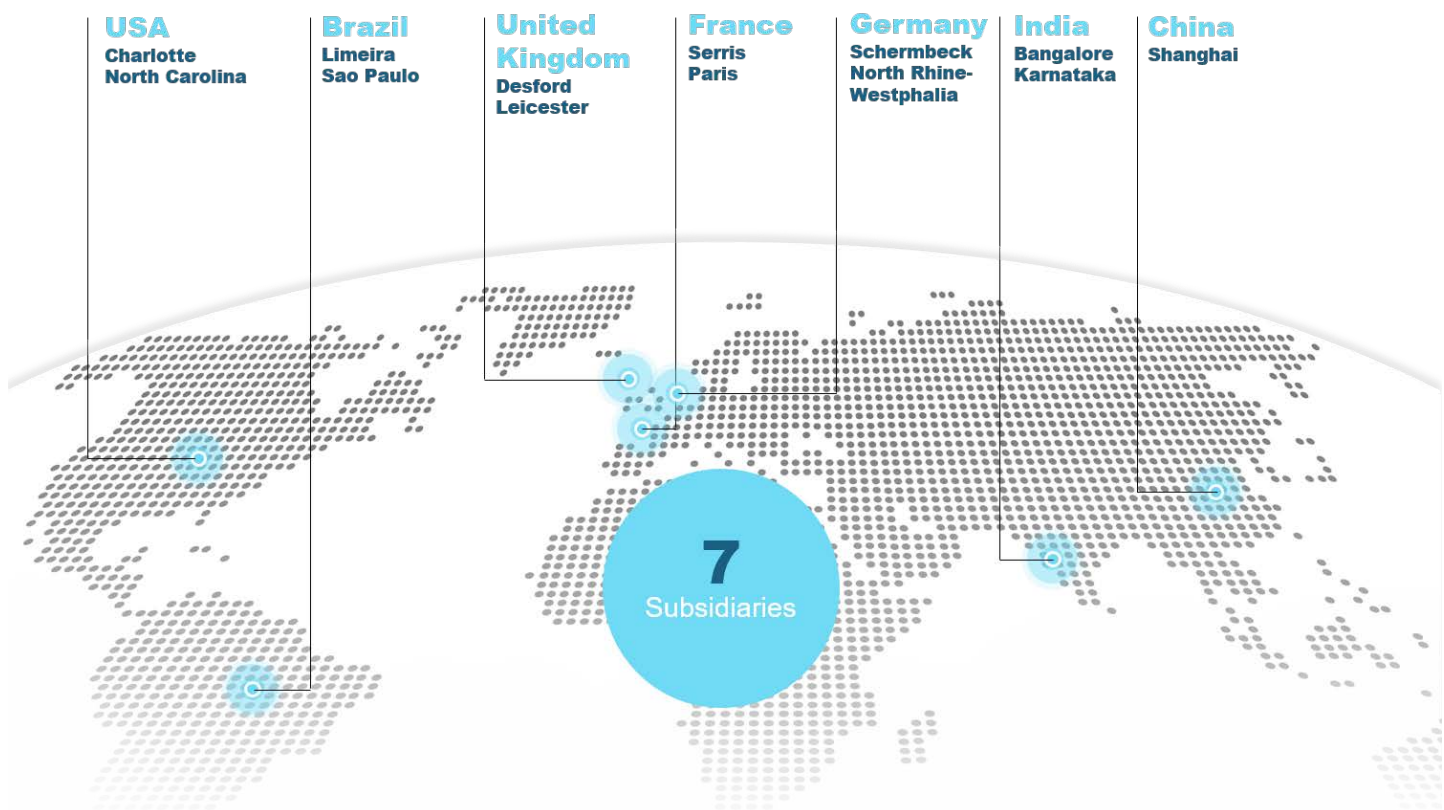 USA
Charlotte
North Carolina
Brazil
Limeira
Sao Paulo
United
Kingdom
Desford
Leicester
France
Serris
Paris
Germany
Schermbeck
North Rhine-
Westphalia
India
Bangalore
Karnataka
China
Shanghai
7
Subsidiaries